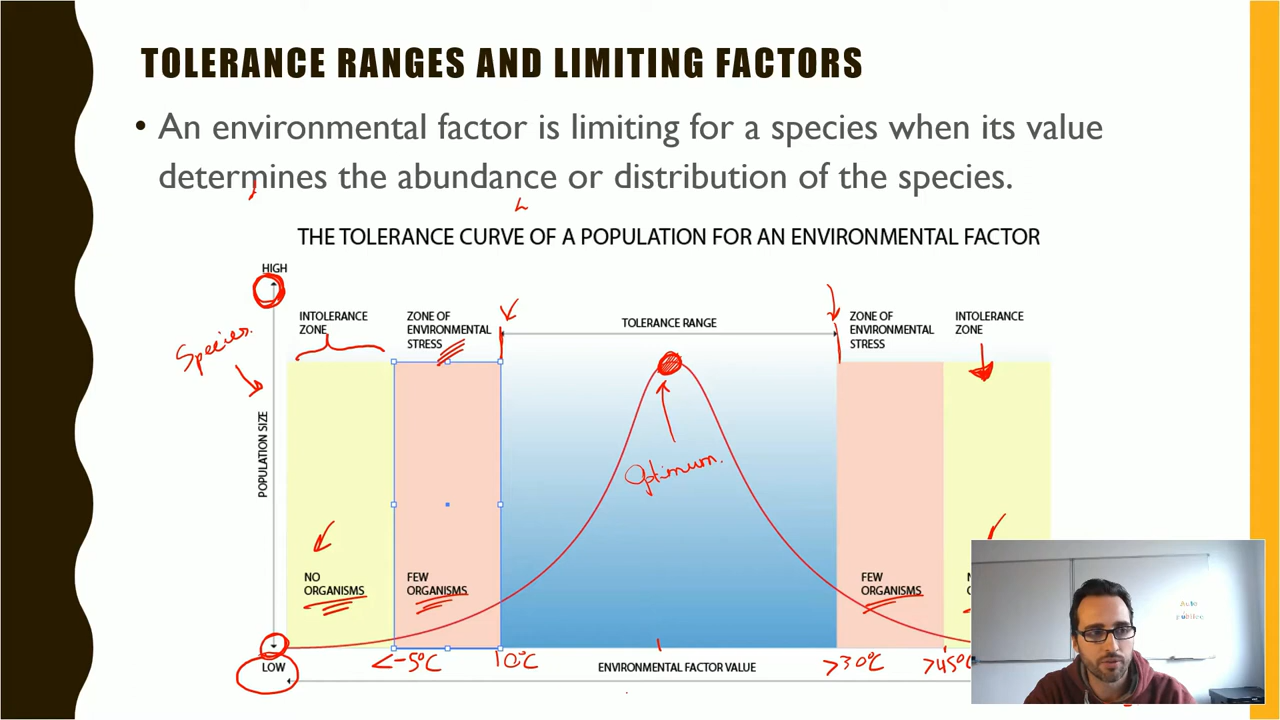 TOLERANCE RANGES AND LIMITING FACTORS
• An environmental factor is limiting for a species when its value
determines the abundance or distribution of the species.
THE TOLERANCE CURVE OF A POPULATION FOR AN ENVIRONMENTAL FACTOR
HIGH
INTOLERANCE
ZONE
ZONE OF
ENVIRONMENTAL
STRESS
TOLERANCE RANGE
ZONE OF
ENVIRONMENTAL
STRESS
INTOLERANCE
ZONE
Species.
POPULATION SIZE
Optimum.
NO
ORGANISMS
FEW
ORGANISMS
FEW
ORGANISMS
LOW
<-5°C
10°C
ENVIRONMENTAL FACTOR VALUE
>30°C
>45°C
Auto
público